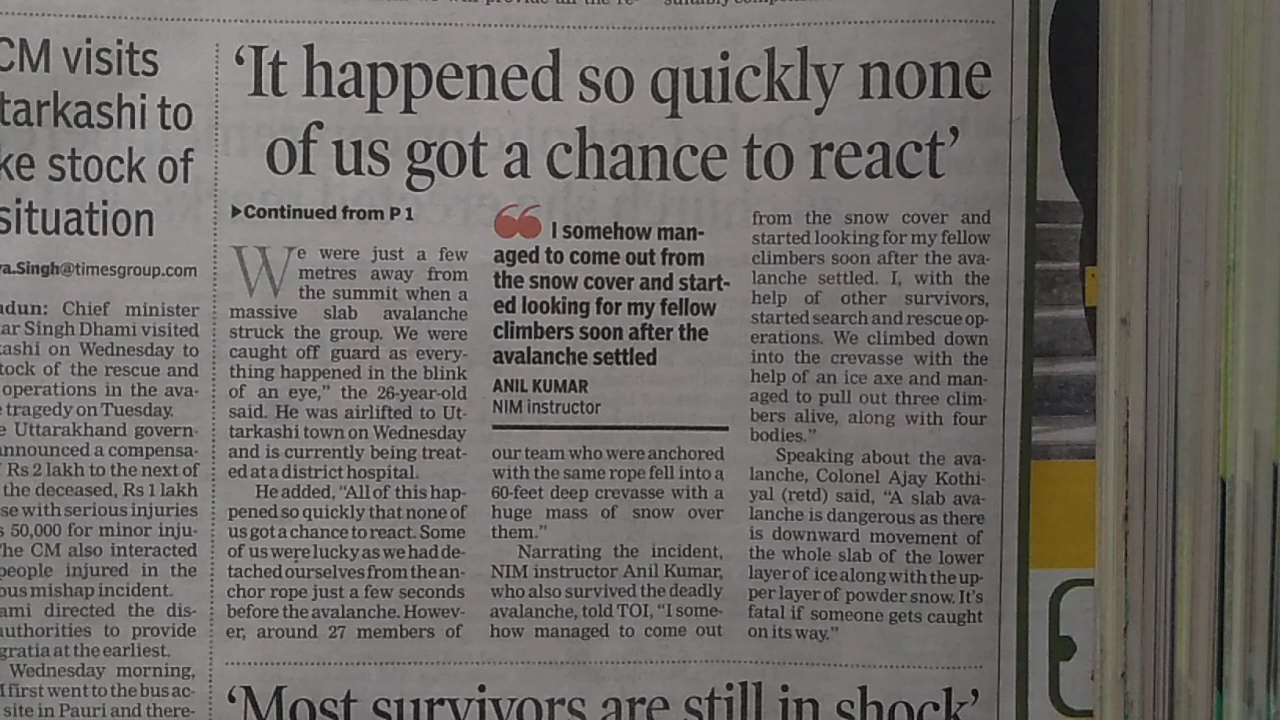 CM visits
tarkashi to
ke stock of
situation
va.Singh@timesgroup.com
adun: Chief minister
ar Singh Dhami visited
kashi on Wednesday to
tock of the rescue and
operations in the ava-
e tragedy on Tuesday.
e Uttarakhand govern-
announced a compensa-
f Rs 2 lakh to the next of
the deceased, Rs 1 lakh
se with serious injuries
s 50,000 for minor inju-
The CM also interacted
people injured in the
ous mishap incident.
ami directed the dis-
authorities to provide
gratia at the earliest.
Wednesday morning,
first went to the bus ac-
site in Pauri and there-
‘It happened so quickly none
of us got a chance to react’
▶Continued from P 1
We were just a few
metres away from
the summit when a
massive slab avalanche
struck the group. We were
caught off guard as every-
thing happened in the blink
of an eye,” the 26-year-old
said. He was airlifted to Ut-
tarkashi town on Wednesday
and is currently being treat-
ed at a district hospital.
He added, “All of this hap-
pened so quickly that none of
us got a chance to react. Some
of us were lucky as we had de-
tached ourselves from the an-
chor rope just a few seconds
before the avalanche. Howev-
er, around 27 members of
“I somehow man-
aged to come out from
the snow cover and start-
ed looking for my fellow
climbers soon after the
avalanche settled
ANIL KUMAR
NIM instructor
our team who were anchored
with the same rope fell into a
60-feet deep crevasse with a
huge mass of snow over
them.”
Narrating the incident,
NIM instructor Anil Kumar,
who also survived the deadly
avalanche, told TOI, “I some-
how managed to come out
from the snow cover and
started looking for my fellow
climbers soon after the ava-
lanche settled. I, with the
help of other survivors,
started search and rescue op-
erations. We climbed down
into the crevasse with the
help of an ice axe and man-
aged to pull out three clim-
bers alive, along with four
bodies.”
Speaking about the ava-
lanche, Colonel Ajay Kothi-
yal (retd) said, “A slab ava-
lanche is dangerous as there
is downward movement of
the whole slab of the lower
layer of ice along with the up-
per layer of powder snow. It’s
fatal if someone gets caught
on its way.”
‘Most survivors are still in shock’